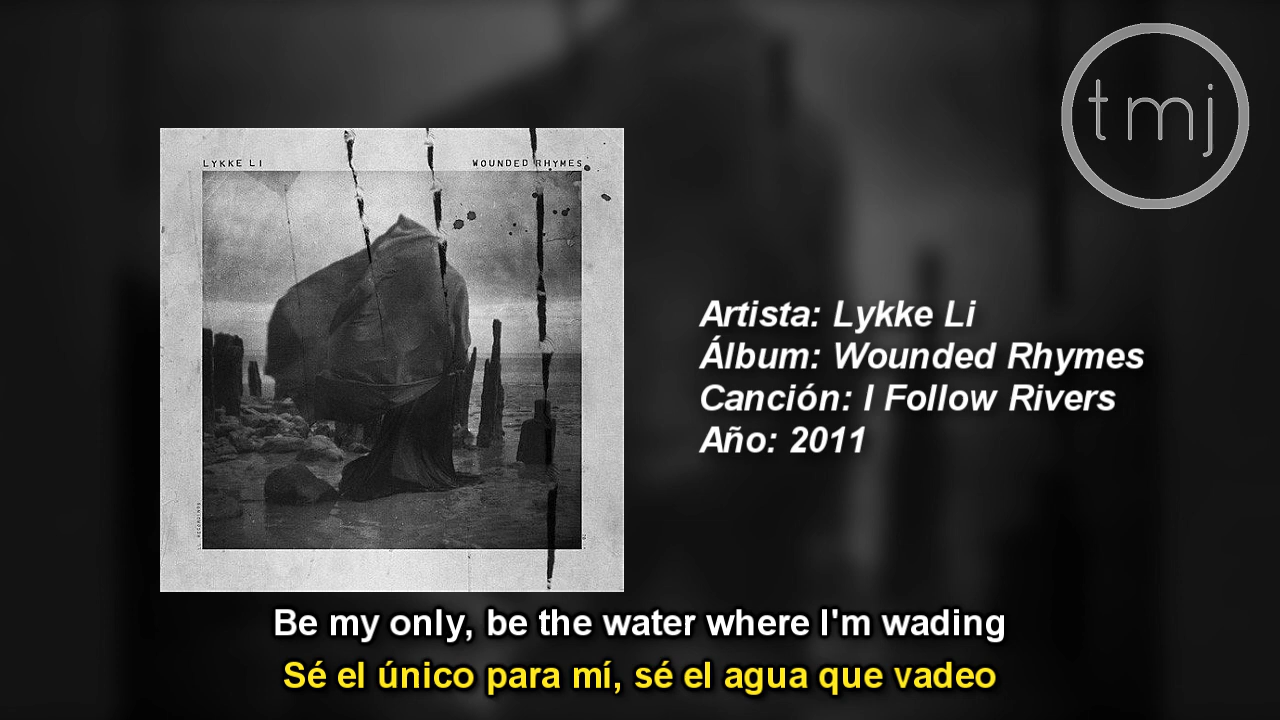 tmj
LYKKE LI
WOUNDED RHYMES
Artista: Lykke Li
Álbum: Wounded Rhymes
Canción: I Follow Rivers
Año: 2011
Be my only, be the water where I'm wading
Sé el único para mí, sé el agua que vadeo